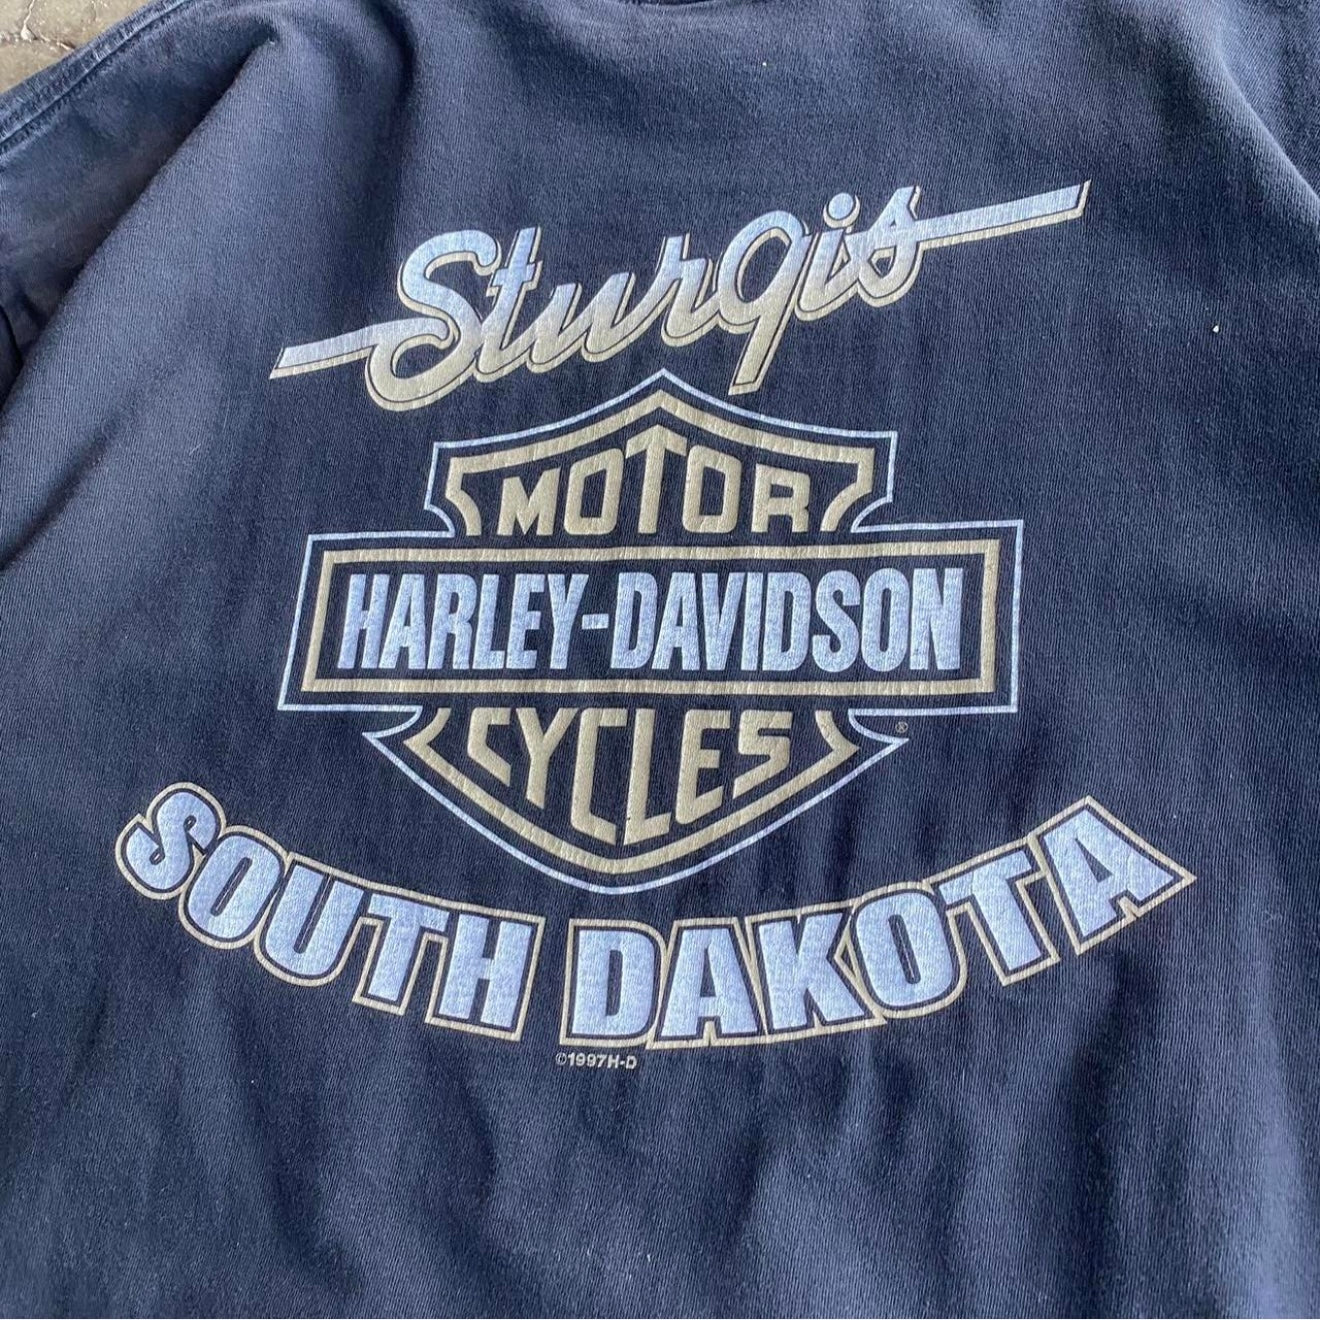 Sturgis
MOTOR
HARLEY-DAVIDSON
CYCLES
®
SOUTH DAKOTA
©1997H-D